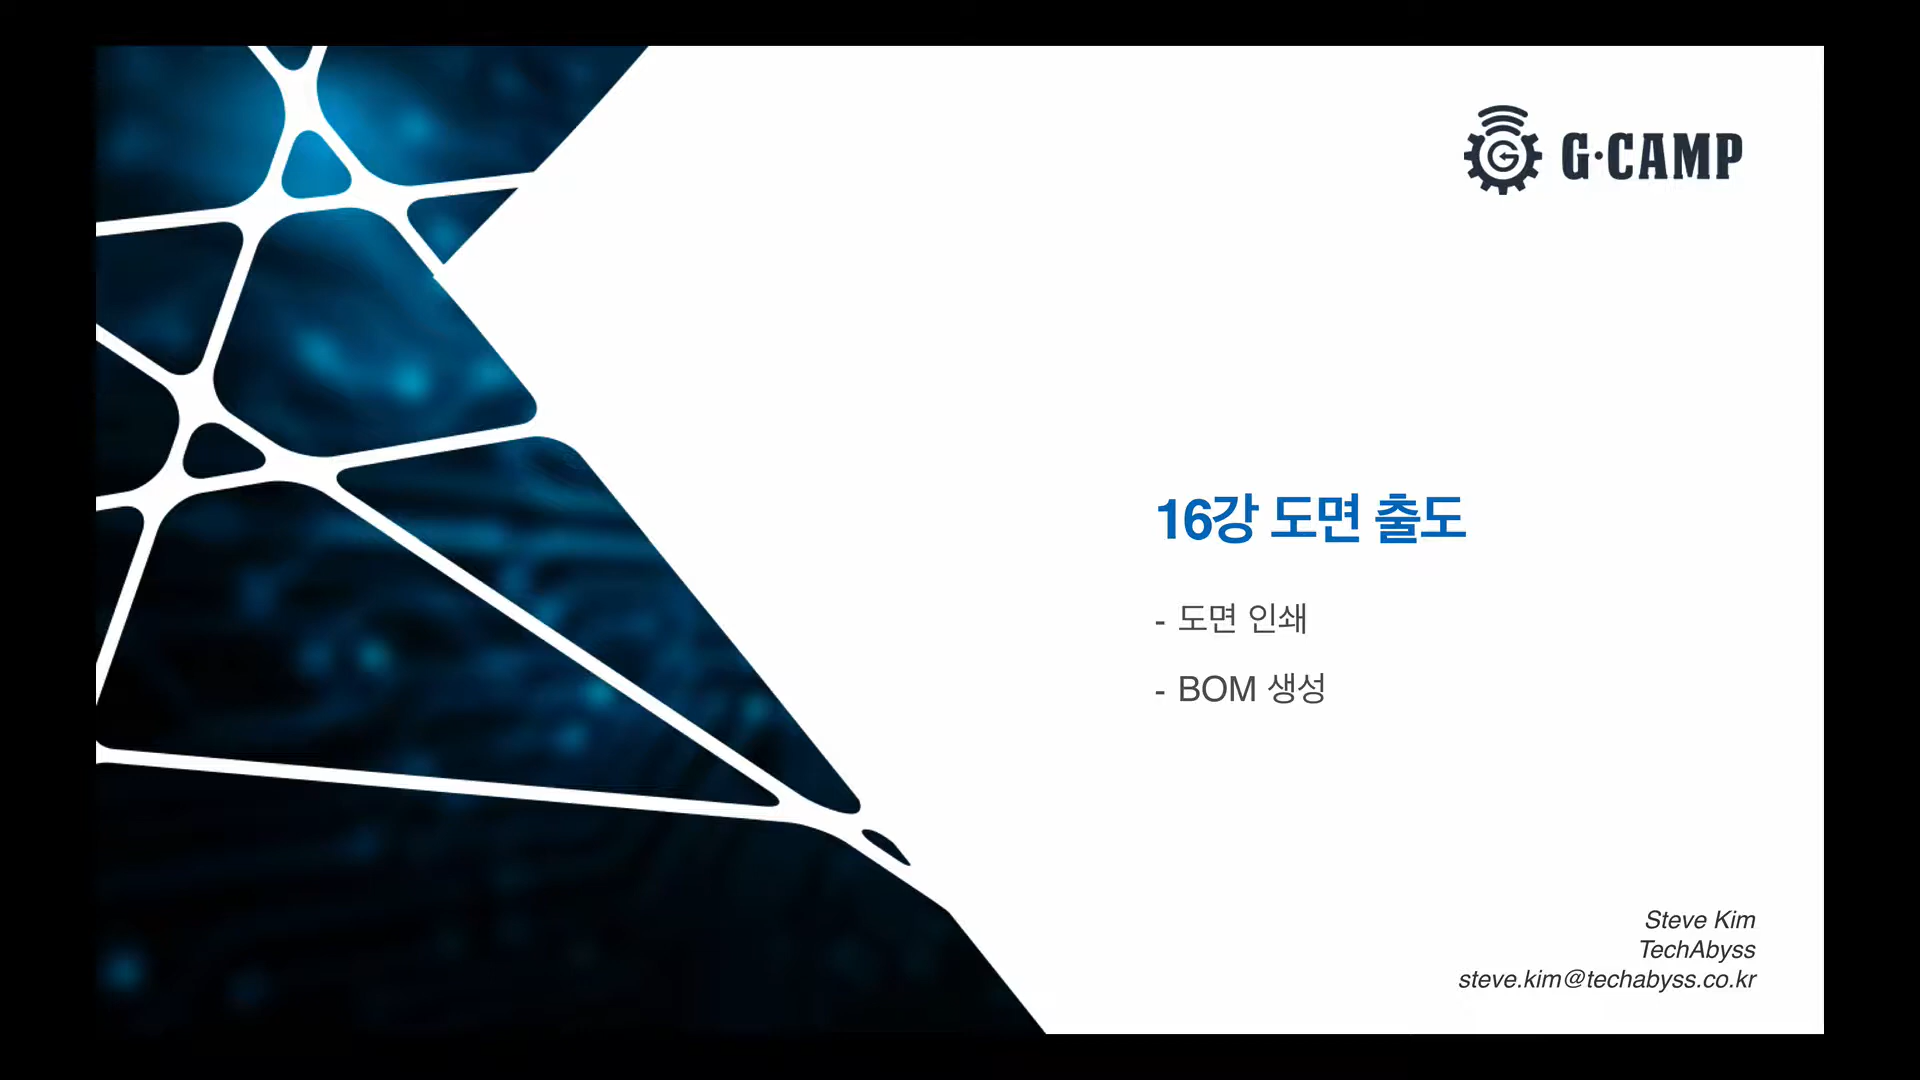 G·CAMP
16강 도면 출도
- 도면 인쇄
- BOM 생성
Steve Kim
TechAbyss
steve.kim@techabyss.co.kr